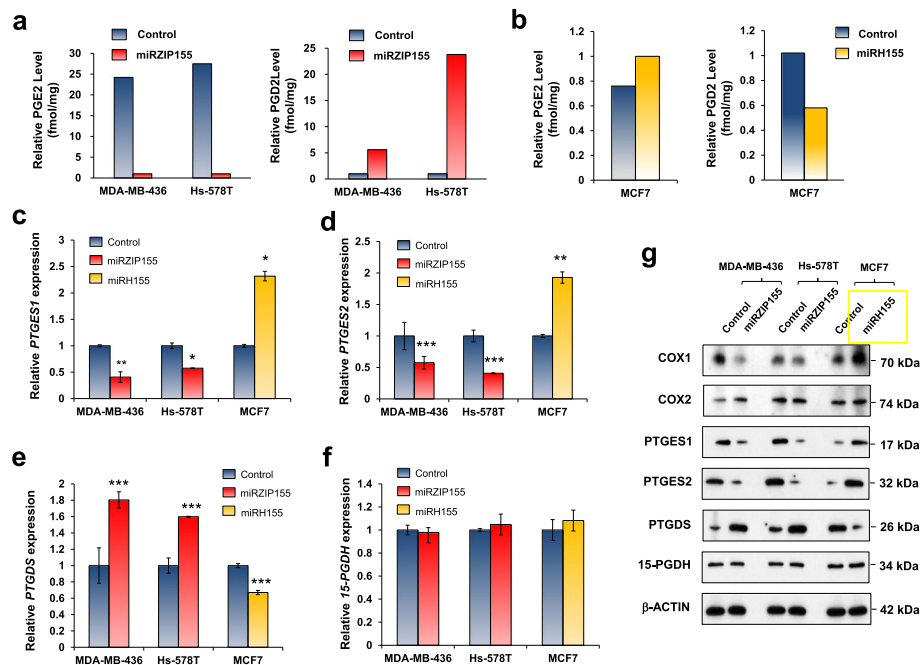 a
Control
miRZIP155
Relative PGE2 Level
(fmol/mg)
30
25
20
15
10
5
0
MDA-MB-436
Hs-578T
Control
miRZIP155
Relative PGD2Level
(fmol/mg)
25
20
15
10
5
0
MDA-MB-436
Hs-578T
b
Relative PGE2 Level
(fmol/mg)
1.2
1
0.8
0.6
0.4
0.2
0
MCF7
Control
miRH155
Relative PGD2 Level
(fmol/mg)
1.2
1
0.8
0.6
0.4
0.2
0
MCF7
c
Relative PTGES1 expression
3
2.5
2
1.5
1
0.5
0
Control
miRZIP155
miRH155
**
*
*
MDA-MB-436
Hs-578T
MCF7
d
Relative PTGES2 expression
2.5
2
1.5
1
0.5
0
Control
miRZIP155
miRH155
***
***
**
MDA-MB-436
Hs-578T
MCF7
e
Relative PTGDS expression
2
1.8
1.6
1.4
1.2
1
0.8
0.6
0.4
0.2
0
Control
miRZIP155
miRH155
***
***
***
MDA-MB-436
Hs-578T
MCF7
f
Relative 15-PGDH expression
1.4
1.2
1
0.8
0.6
0.4
0.2
0
Control
miRZIP155
miRH155
MDA-MB-436
Hs-578T
MCF7
g
MDA-MB-436
Hs-578T
MCF7
Control
miRZIP155
Control
miRZIP155
Control
miRH155
COX1
70 kDa
COX2
74 kDa
PTGES1
17 kDa
PTGES2
32 kDa
PTGDS
26 kDa
15-PGDH
34 kDa
β-ACTIN
42 kDa